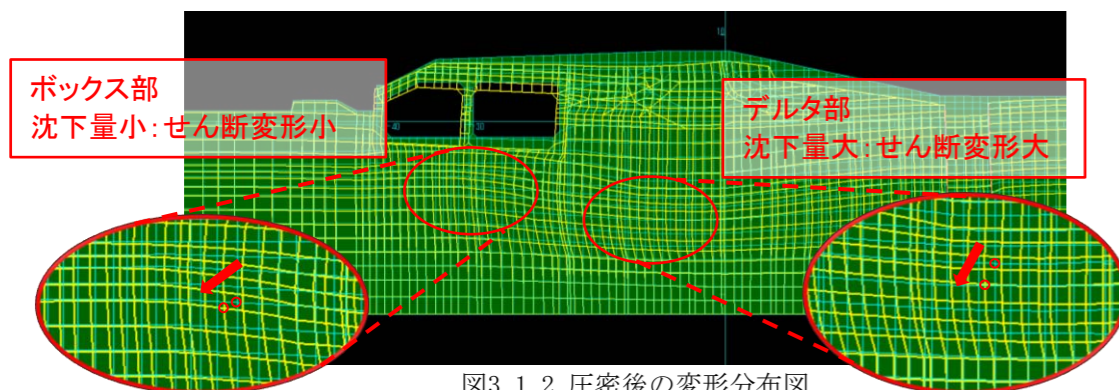 ボックス部
沈下量小：せん断変形小
デルタ部
沈下量大：せん断変形大
図3.1.2 圧密後の変形分布図